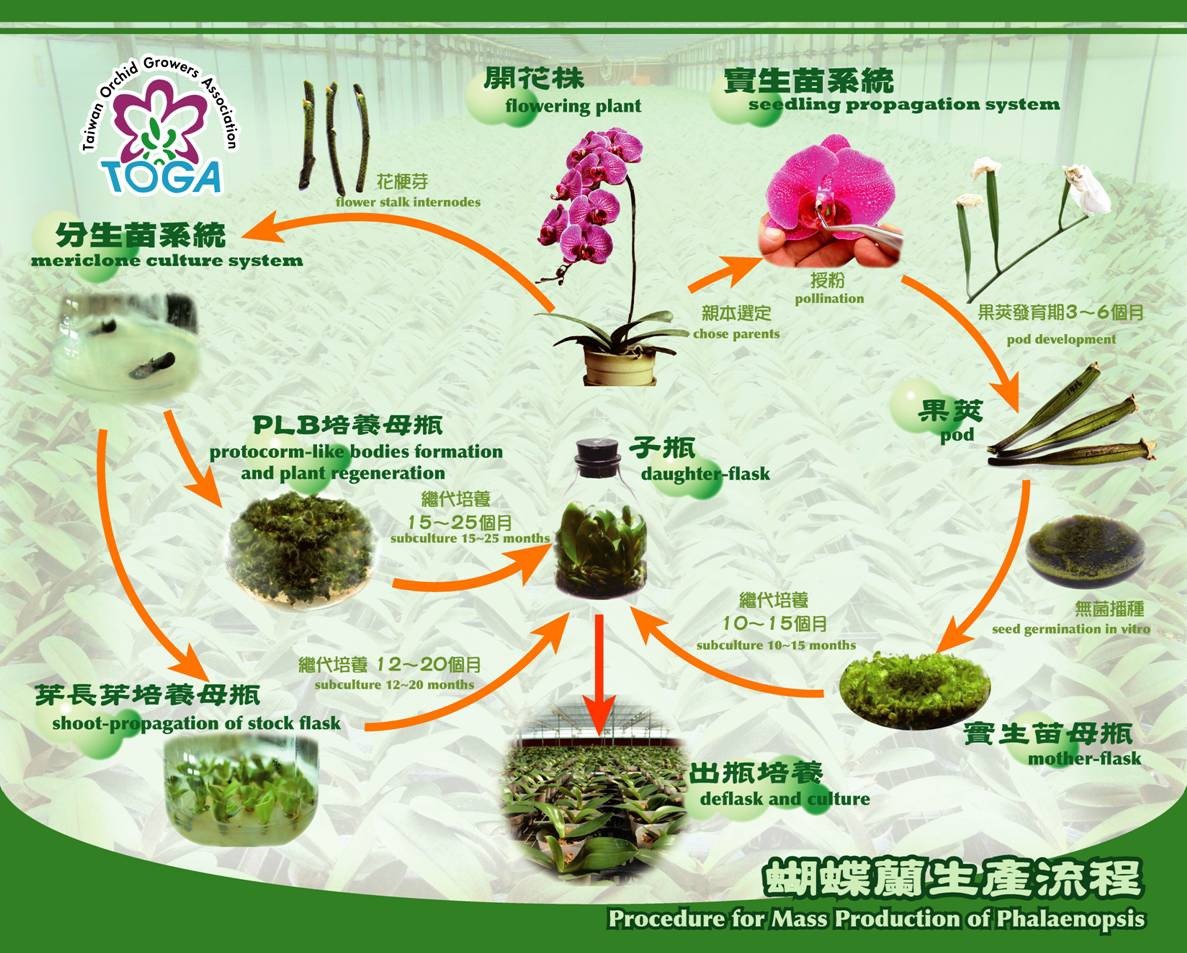 Taiwan Orchid Growers Association
TOGA
開花株
flowering plant
實生苗系統
seedling propagation system
花梗芽
flower stalk internodes
分生苗系統
mericlone culture system
授粉
pollination
親本選定
chose parents
果莢發育期3～6個月
pod development
果莢
pod
PLB培養母瓶
protocorm-like bodies formation
and plant regeneration
子瓶
daughter-flask
繼代培養
15～25個月
subculture 15~25 months
無菌播種
seed germination in vitro
繼代培養
10～15個月
subculture 10~15 months
繼代培養 12～20個月
subculture 12~20 months
芽長芽培養母瓶
shoot-propagation of stock flask
實生苗母瓶
mother-flask
出瓶培養
deflask and culture
蝴蝶蘭生產流程
Procedure for Mass Production of Phalaenopsis